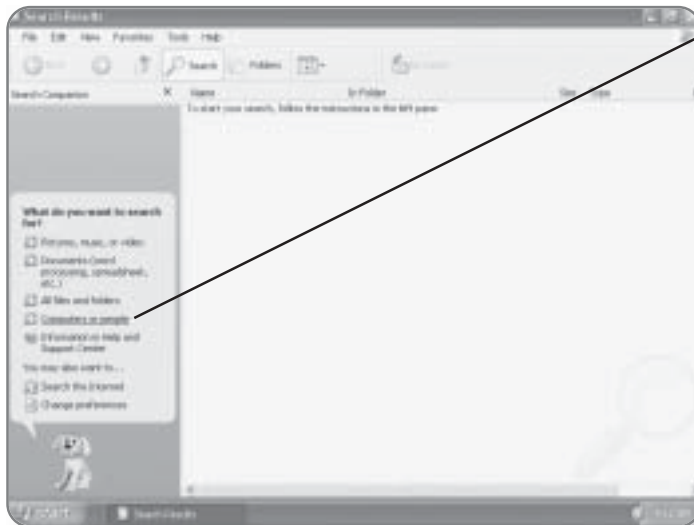 Search Results
File Edit View Favorites Tools Help
Search Folders
Search Companion
Name In Folder Size Type
To start your search, follow the instructions in the left pane.
What do you want to search
for?
Pictures, music, or video
Documents (word
processing, spreadsheet,
etc.)
All files and folders
Computers or people
Information in Help and
Support Center
You may also want to...
Search the Internet
Change preferences
start Search Results